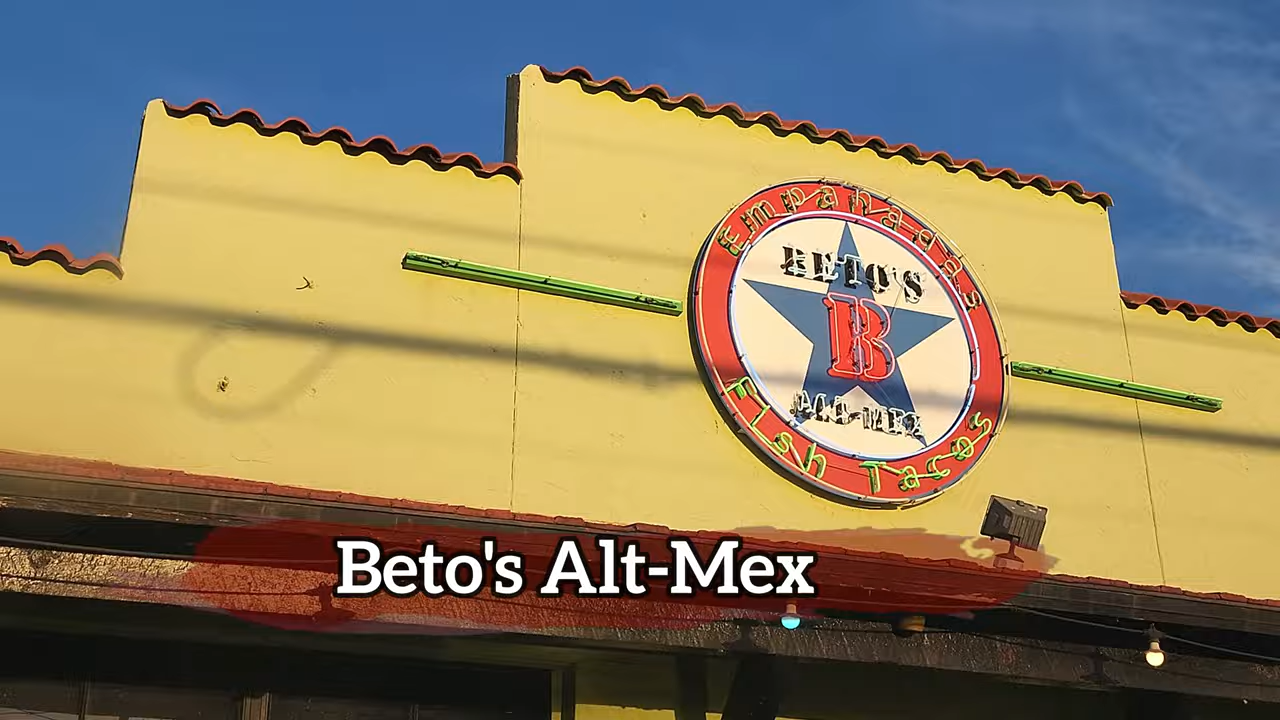 Empanadas
BETO'S
B
ALT-MEX
Fish Tacos
Beto's Alt-Mex